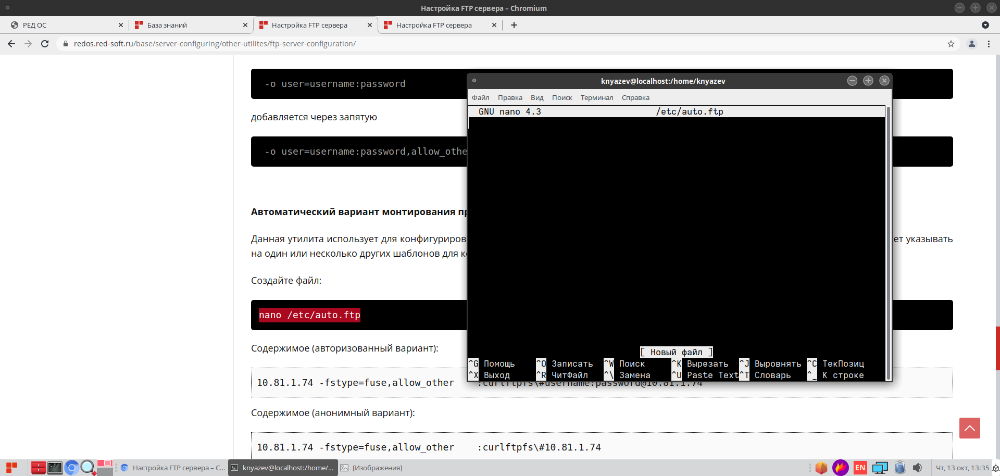 Настройка FTP сервера – Chromium
РЕД ОС
База знаний
Настройка FTP сервера
Настройка FTP сервера
redos.red-soft.ru/base/server-configuring/other-utilites/ftp-server-configuration/
-o user=username:password
добавляется через запятую
-o user=username:password,allow_othe
Автоматический вариант монтирования пр
Данная утилита использует для конфигуриров
ет указывать
на один или несколько других шаблонов для к
Создайте файл:
nano /etc/auto.ftp
Содержимое (авторизованный вариант):
10.81.1.74 -fstype=fuse,allow_other    :curlftpfs\#username:password@10.81.1.74
Содержимое (анонимный вариант):
10.81.1.74 -fstype=fuse,allow_other    :curlftpfs\#10.81.1.74
knyazev@localhost:/home/knyazev
Файл Правка Вид Поиск Терминал Справка
GNU nano 4.3 /etc/auto.ftp
[ Новый файл ]
^G Помощь ^O Записать ^W Поиск ^K Вырезать ^J Выровнять ^C ТекПозиц
^X Выход ^R ЧитФайл ^\ Замена ^U Paste Text^T Словарь ^_ К строке
Настройка FTP сервера – C...
knyazev@localhost:/home/...
[Изображения]
EN
Чт, 13 окт, 13:35